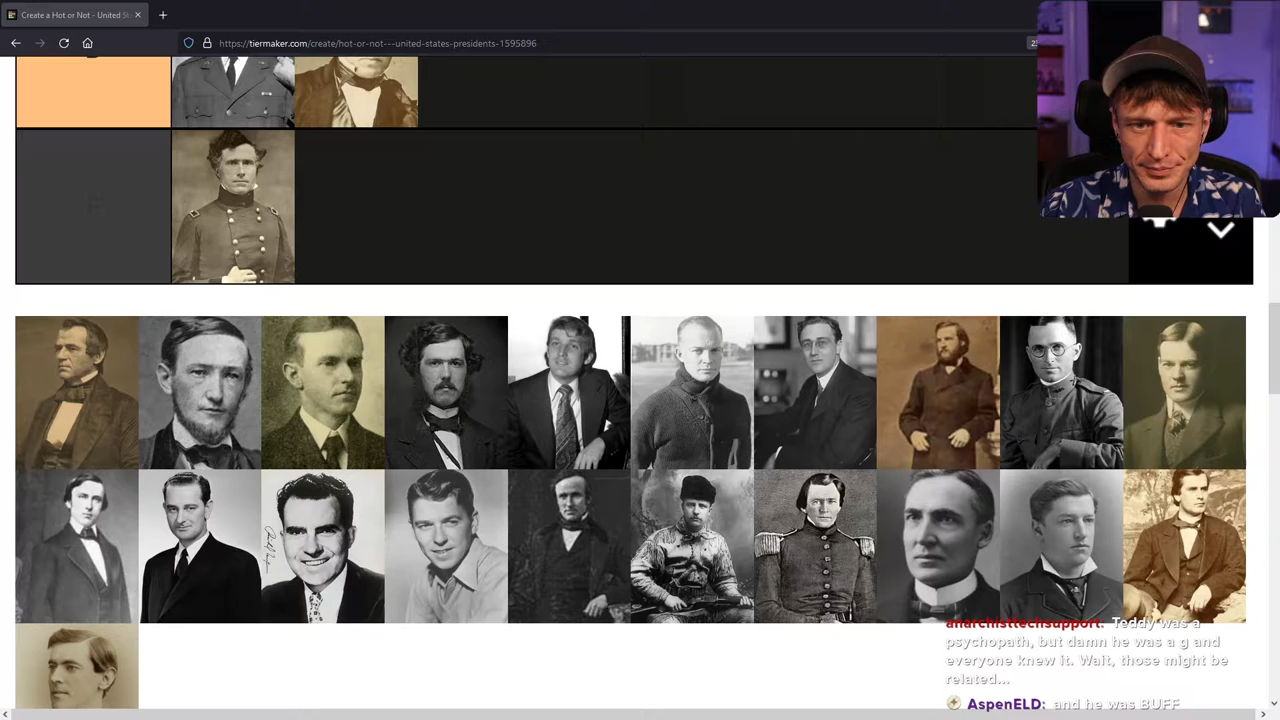 Create a Hot or Not - United St
https://tiermaker.com/create/hot-or-not---united-states-presidents-1595896
F
anarchisttechsupport: Teddy was a
psychopath, but damn he was a g and
everyone knew it. Wait, those might be
related...
AspenELD: and he was BUFF